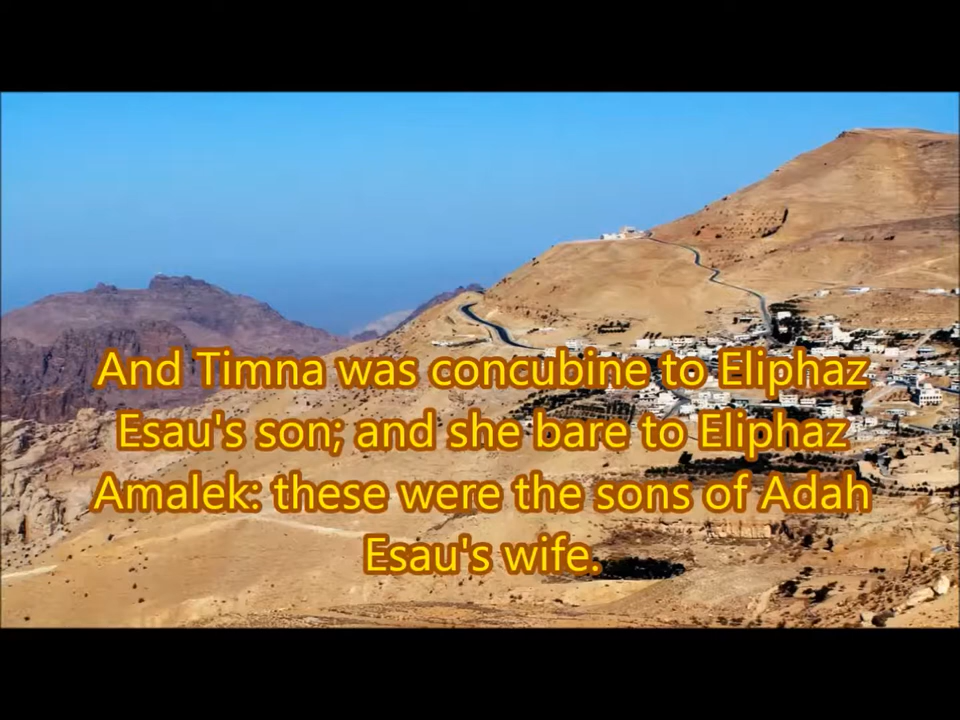 And Timna was concubine to Eliphaz
Esau's son; and she bare to Eliphaz
Amalek: these were the sons of Adah
Esau's wife.